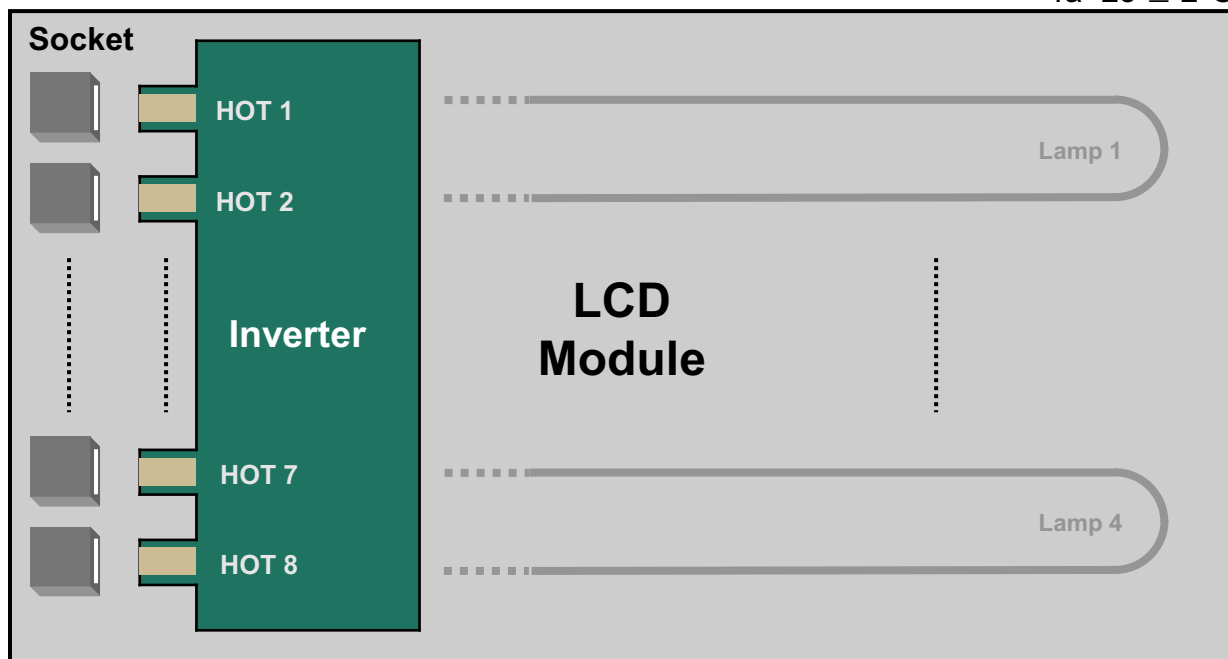 Socket
HOT 1
Lamp 1
HOT 2
LCD
Module
Inverter
HOT 7
Lamp 4
HOT 8